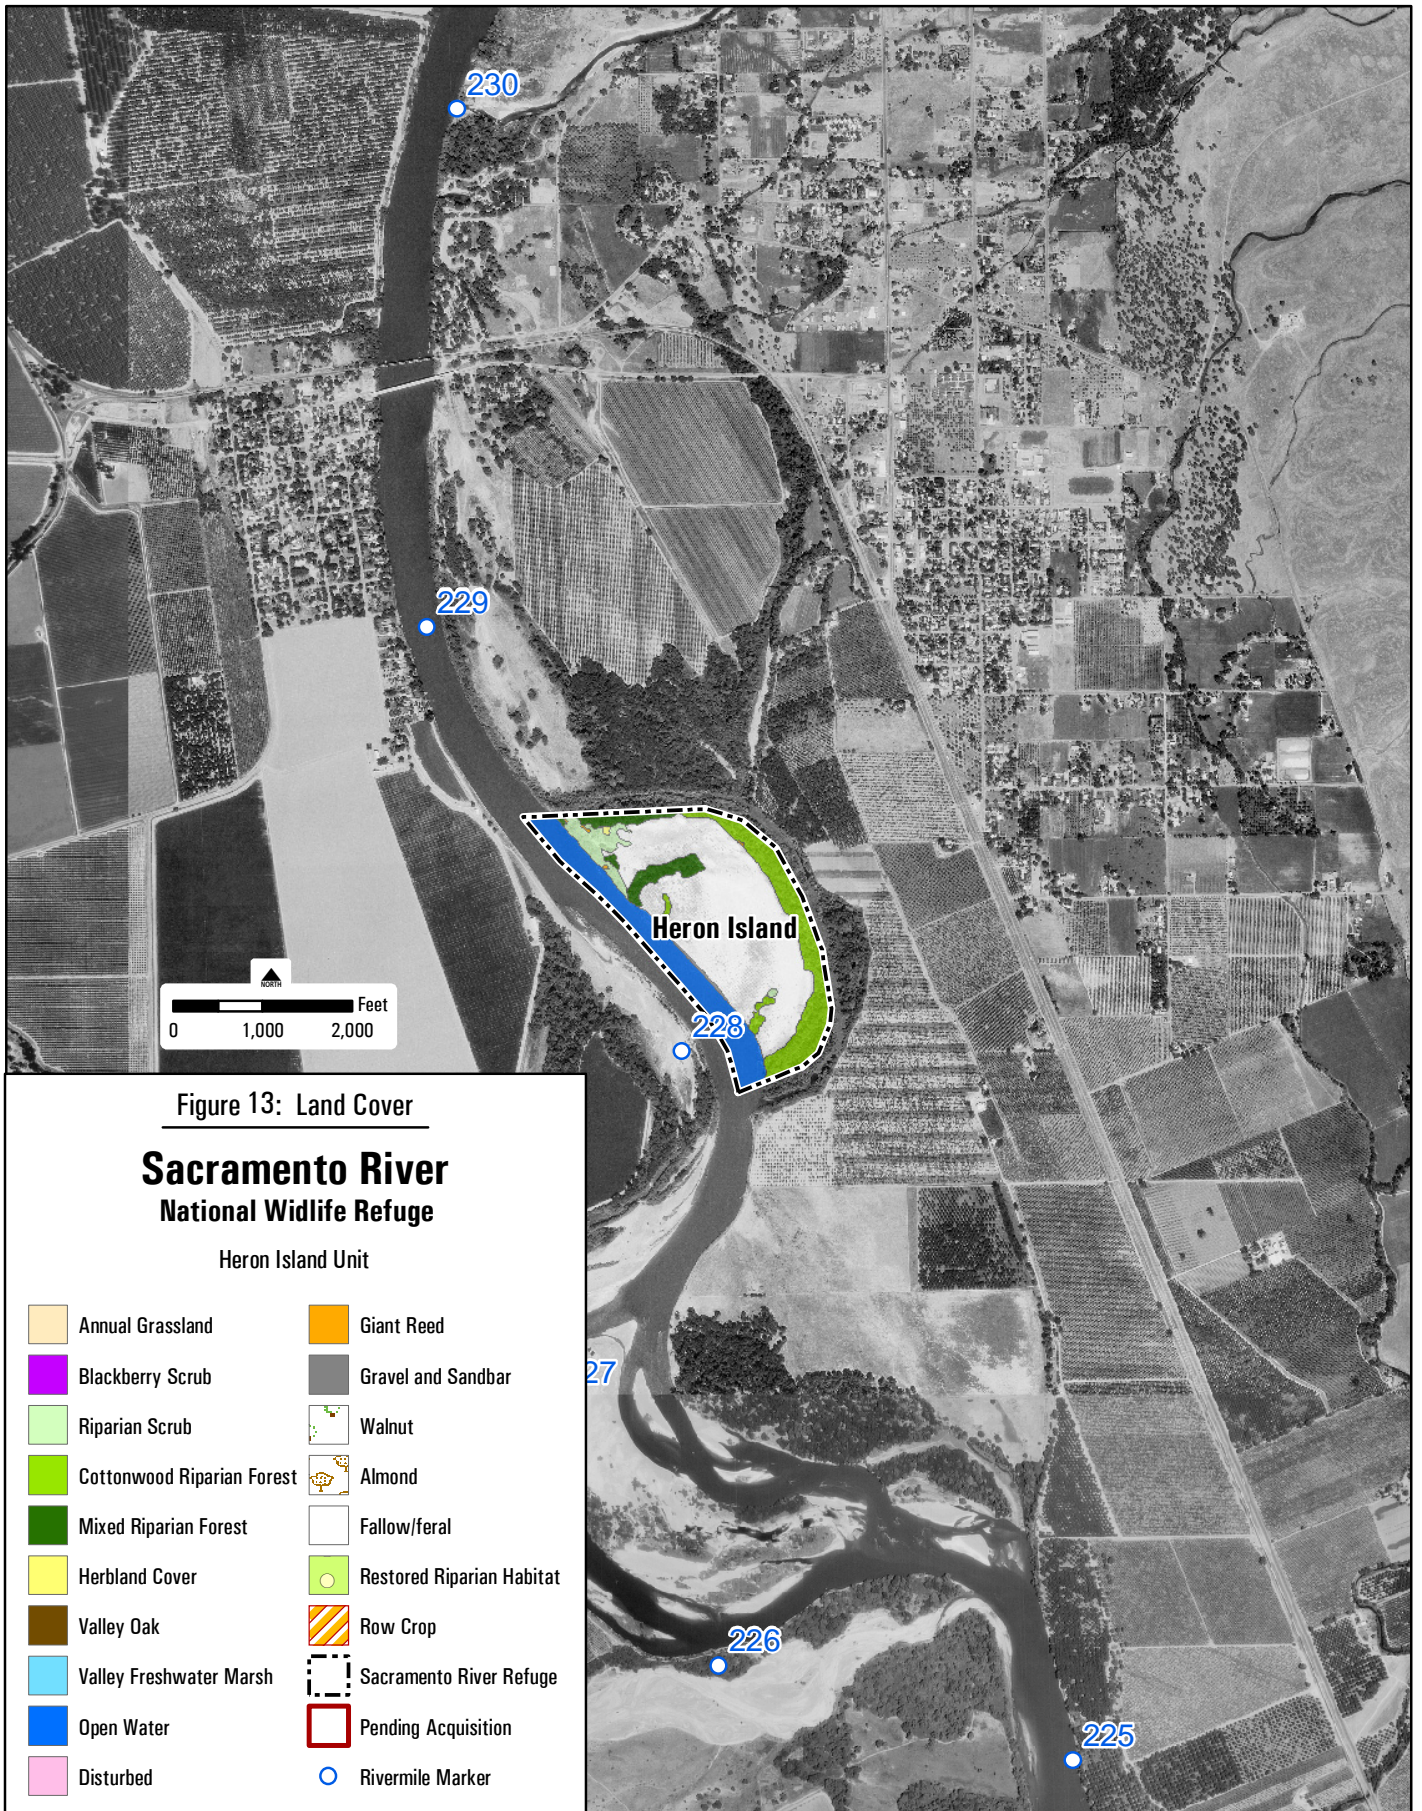 230
229
Heron Island
228
NORTH
Feet
0 1,000 2,000
Figure 13: Land Cover
Sacramento River
National Widlife Refuge
Heron Island Unit
Annual Grassland
Blackberry Scrub
Riparian Scrub
Cottonwood Riparian Forest
Mixed Riparian Forest
Herbland Cover
Valley Oak
Valley Freshwater Marsh
Open Water
Disturbed
Giant Reed
Gravel and Sandbar
Walnut
Almond
Fallow/feral
Restored Riparian Habitat
Row Crop
Sacramento River Refuge
Pending Acquisition
Rivermile Marker
27
226
225